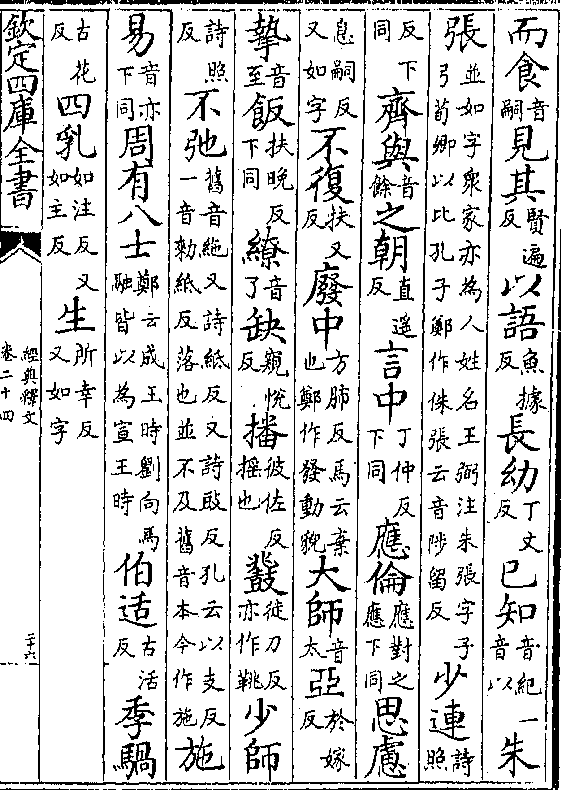 而食音嗣見其賢遍反以語魚據反長幼丁丈反已知音紀一音以朱
張並如字衆家亦為人姓名王弼注朱張字子弓荀卿以比孔子鄭作侏張云音陟留反少連詩照
反下同齊與音餘之朝直遥反言中丁仲反下同應倫應對之應下同思慮
息嗣反又如字不復扶又反廢中方肺反馬云棄也鄭作發動貌大師音太亞於嫁反
摯音至飯扶晚反下同繚音了缺窺悅反播彼佐反摇也鼗徒刀反亦作鞉少師
詩照反不弛舊音絁又詩紙反又詩豉反孔云以支反一音勑紙反落也並不及舊音本今作施施
易音亦下同周有八士鄭云成王時劉向馬融皆以為宣王時伯适古活反季騧
古花反四乳如注反又如主反生所幸反又如字
欽定四庫全書
經典釋文
卷二十四
二十六